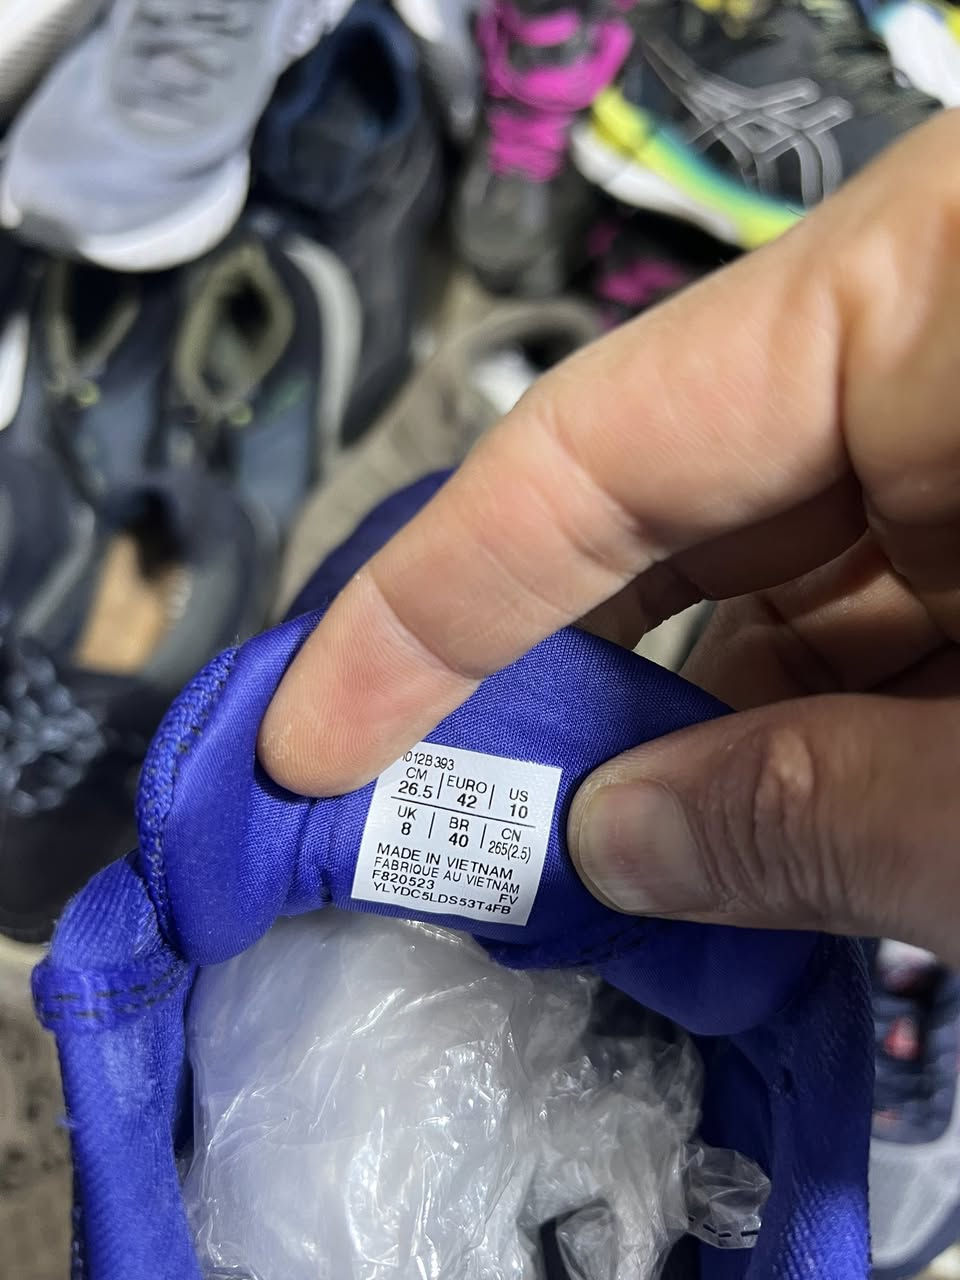 1012B393
CM EURO US
26.5 42 10
UK BR CN
8 40 265(2.5)
MADE IN VIETNAM
FABRIQUE AU VIETNAM
F820523 FV
YLYDC5LDS53T4FB